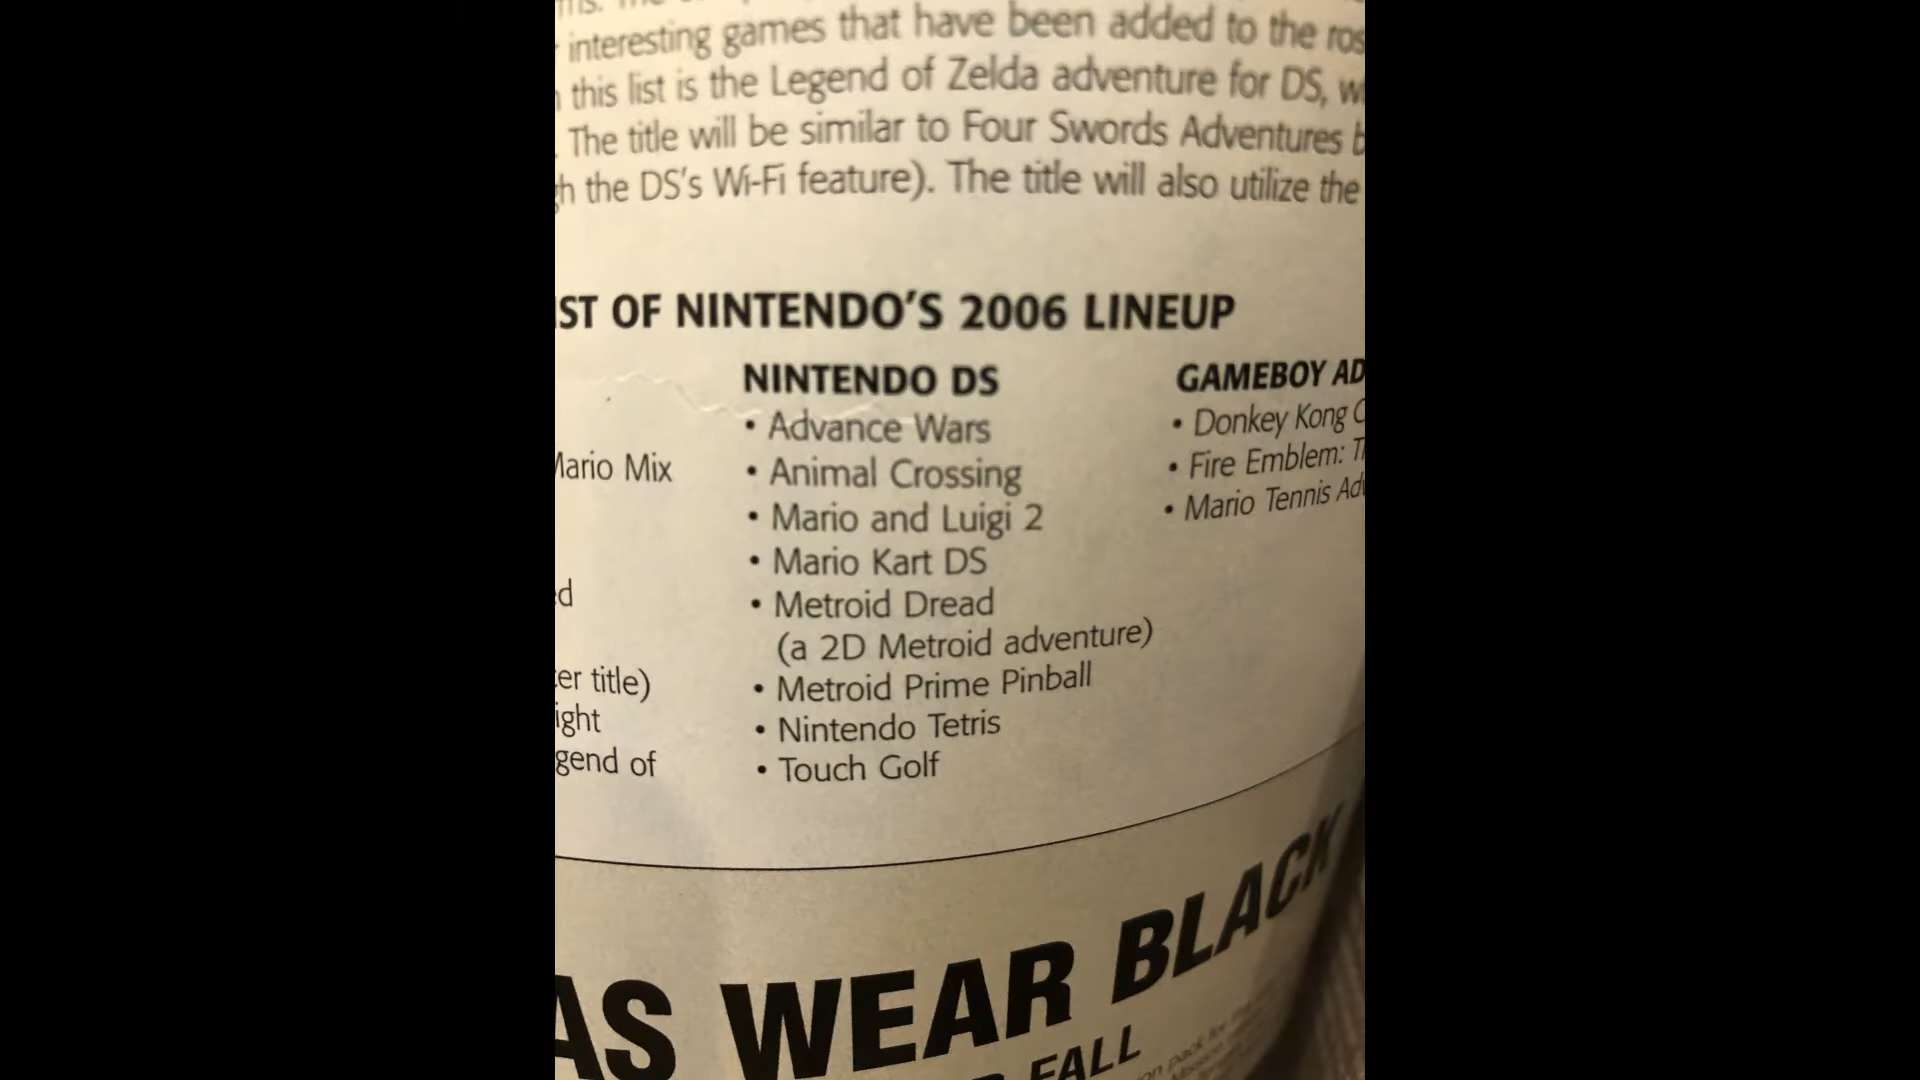 interesting games that have been added to the ros
this list is the Legend of Zelda adventure for DS, w
. The title will be similar to Four Swords Adventures b
h the DS's Wi-Fi feature). The title will also utilize the
ST OF NINTENDO'S 2006 LINEUP
Mario Mix
d
er title)
ight
gend of
NINTENDO DS
• Advance Wars
• Animal Crossing
• Mario and Luigi 2
• Mario Kart DS
• Metroid Dread
(a 2D Metroid adventure)
• Metroid Prime Pinball
• Nintendo Tetris
• Touch Golf
GAMEBOY AD
• Donkey Kong C
• Fire Emblem: T
• Mario Tennis Adv
AS WEAR BLACK
FALL